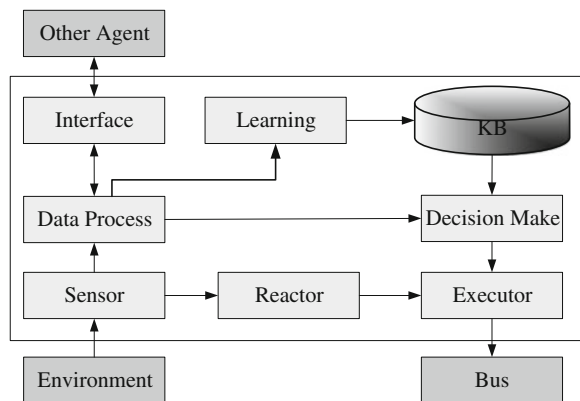 Other Agent
Interface
Learning
KB
Data Process
Decision Make
Sensor
Reactor
Executor
Environment
Bus